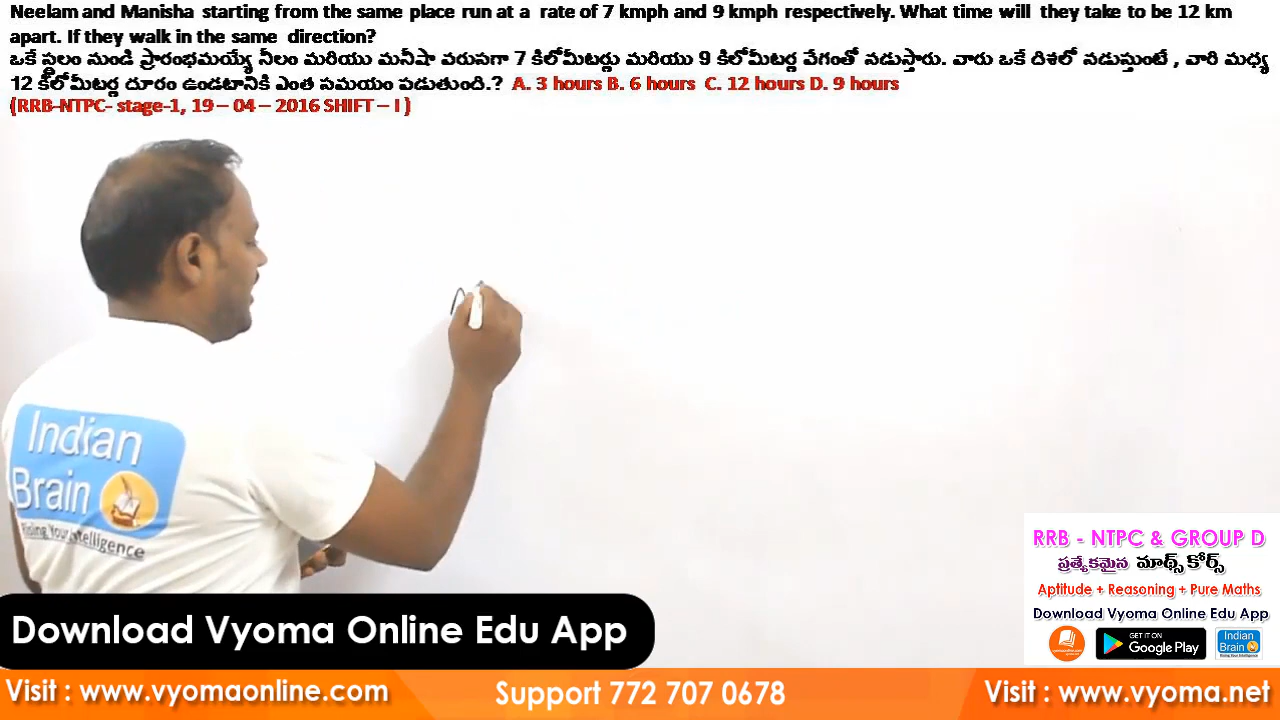 Neelam and Manisha starting from the same place run at a rate of 7 kmph and 9 kmph respectively. What time will they take to be 12 km
apart. If they walk in the same direction?
ఒకే స్థలం నుండి ప్రారంభమయ్యే నీలం మరియు మనీషా వరుసగా 7 కిలోమీటర్లు మరియు 9 కిలోమీటర్ల వేగంతో నడుస్తారు. వారు ఒకే దిశలో నడుస్తుంటే , వారి మధ్య
12 కిలోమీటర్ల దూరం ఉండటానికి ఎంత సమయం పడుతుంది.? A. 3 hours B. 6 hours C. 12 hours D. 9 hours
(RRB-NTPC- stage-1, 19 – 04 – 2016 SHIFT – I )
Indian
Brain
Intelligence
RRB - NTPC & GROUP D
ప్రత్యేకమైన మాథ్స్ కోర్స్
Aptitude + Reasoning + Pure Maths
Download Vyoma Online Edu App
GET IT ON
Google Play
Indian
Brain
Download Vyoma Online Edu App
Visit : www.vyomaonline.com
Support 772 707 0678
Visit : www.vyoma.net